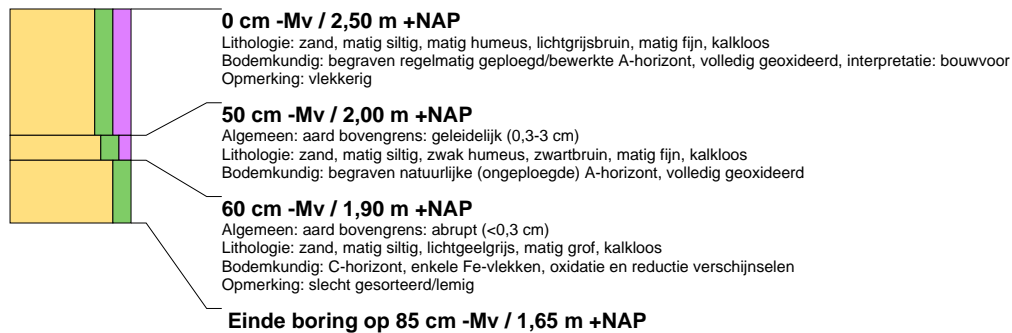 0 cm -Mv / 2,50 m +NAP
Lithologie: zand, matig siltig, matig humeus, lichtgrijsbruin, matig fijn, kalkloos
Bodemkundig: begraven regelmatig geploegd/bewerkte A-horizont, volledig geoxideerd, interpretatie: bouwvoor
Opmerking: vlekkerig
50 cm -Mv / 2,00 m +NAP
Algemeen: aard bovengrens: geleidelijk (0,3-3 cm)
Lithologie: zand, matig siltig, zwak humeus, zwartbruin, matig fijn, kalkloos
Bodemkundig: begraven natuurlijke (ongeploegde) A-horizont, volledig geoxideerd
60 cm -Mv / 1,90 m +NAP
Algemeen: aard bovengrens: abrupt (<0,3 cm)
Lithologie: zand, matig siltig, lichtgeelgrijs, matig grof, kalkloos
Bodemkundig: C-horizont, enkele Fe-vlekken, oxidatie en reductie verschijnselen
Opmerking: slecht gesorteerd/lemig
Einde boring op 85 cm -Mv / 1,65 m +NAP